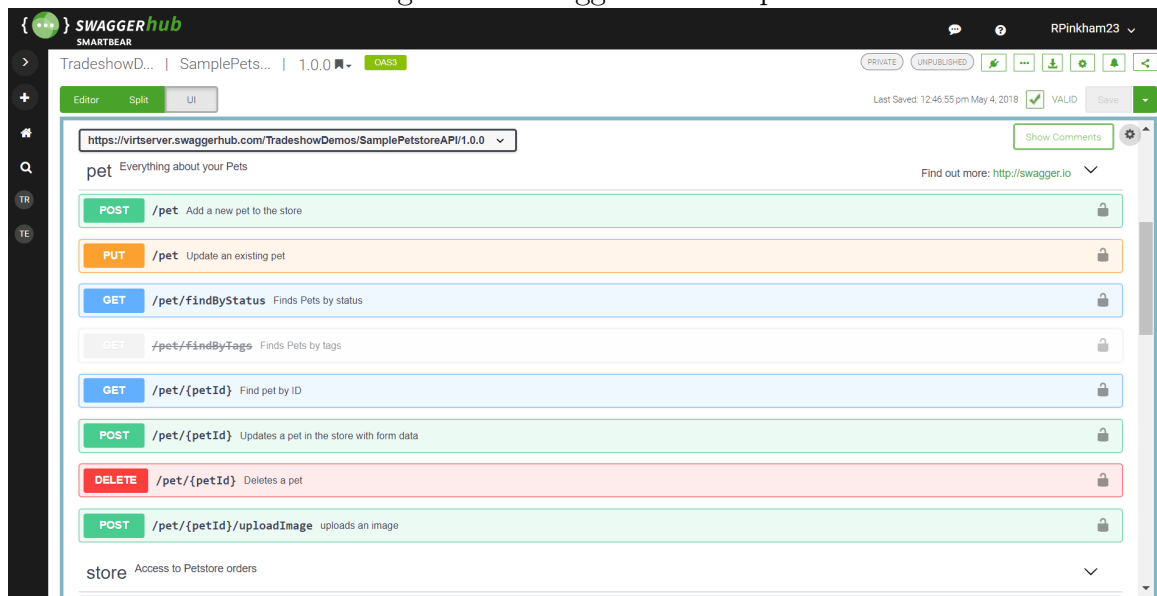 { ••• } SWAGGERhub
SMARTBEAR
RPinkham23
TradeshowD... | SamplePets... | 1.0.0 OAS3
PRIVATE UNPUBLISHED
Editor Split UI
Last Saved: 12:46:55 pm May 4, 2018 VALID Save
https://virtserver.swaggerhub.com/TradeshowDemos/SamplePetstoreAPI/1.0.0
Show Comments
pet Everything about your Pets
Find out more: http://swagger.io
TR
POST /pet Add a new pet to the store
TE
PUT /pet Update an existing pet
GET /pet/findByStatus Finds Pets by status
GET /pet/findByTags Finds Pets by tags
GET /pet/{petId} Find pet by ID
POST /pet/{petId} Updates a pet in the store with form data
DELETE /pet/{petId} Deletes a pet
POST /pet/{petId}/uploadImage uploads an image
store Access to Petstore orders